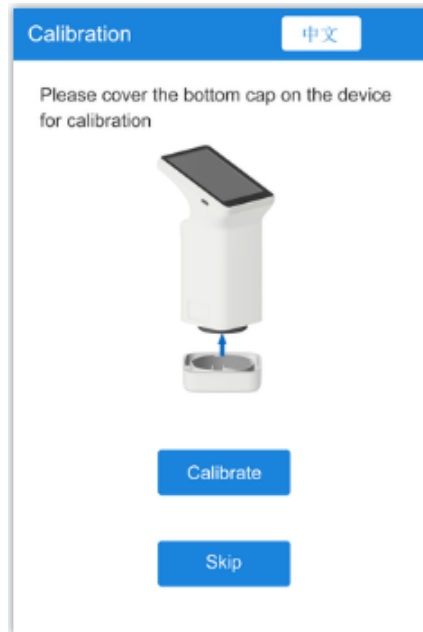 Calibration
中文
Please cover the bottom cap on the device
for calibration
Calibrate
Skip